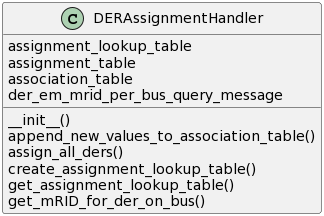 C DERAssignmentHandler
assignment_lookup_table
assignment_table
association_table
der_em_mrid_per_bus_query_message
__init__()
append_new_values_to_association_table()
assign_all_ders()
create_assignment_lookup_table()
get_assignment_lookup_table()
get_mRID_for_der_on_bus()